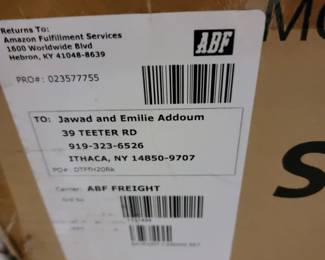 Returns To:
Amazon Fulfillment Services
1600 Worldwide Blvd
Hebron, KY 41048-8639
ABF
PRO#: 023577755
TO: Jawad and Emilie Addoum
39 TEETER RD
919-323-6526
ITHACA, NY 14850-9707
PO#:
Carrier: ABF FREIGHT